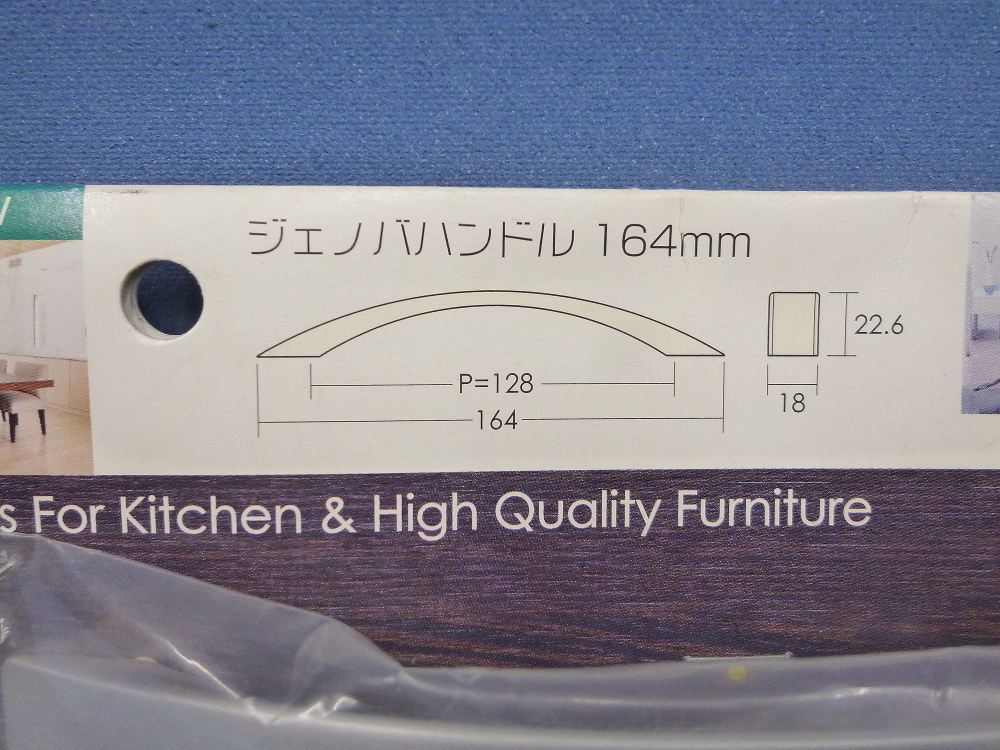 ジェノバハンドル 164mm
22.6
P=128
18
164
For Kitchen & High Quality Furniture